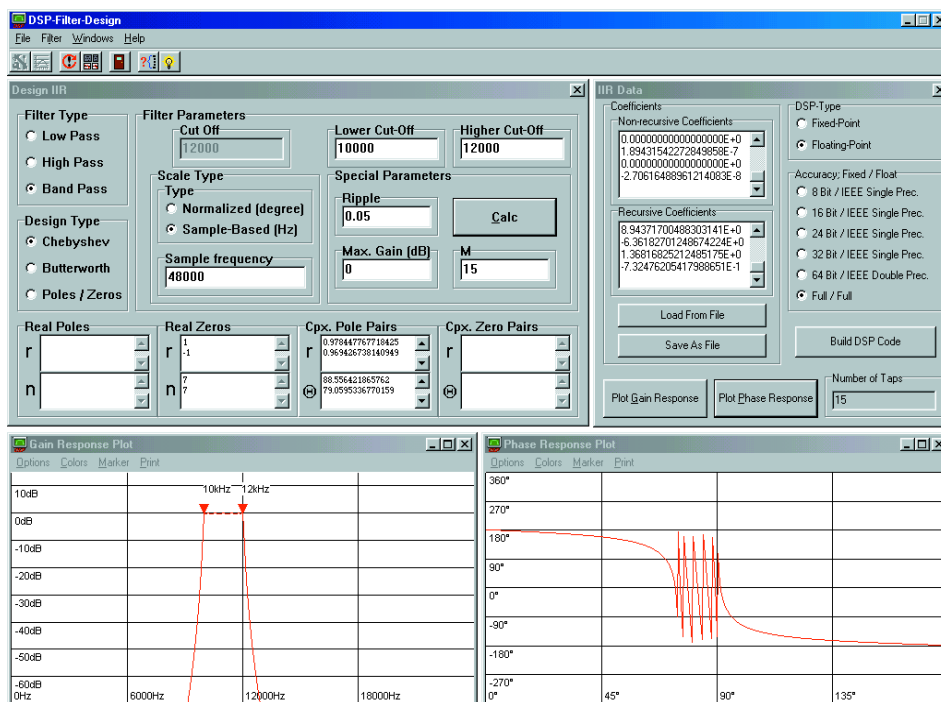 DSP-Filter-Design
File Filter Windows Help
Design IIR
Filter Type
Low Pass
High Pass
Band Pass
Design Type
Chebyshev
Butterworth
Poles / Zeros
Filter Parameters
Cut Off
12000
Lower Cut-Off
10000
Higher Cut-Off
12000
Scale Type
Type
Normalized (degree)
Sample-Based (Hz)
Sample frequency
48000
Special Parameters
Ripple
0.05
Calc
Max. Gain (dB)
0
M
15
Real Poles
r
n
Real Zeros
r
1
-1
n
7
7
Cpx. Pole Pairs
r
0.978447767718425
0.969426738140949
Θ
88.556421865762
79.0595336770159
Cpx. Zero Pairs
r
Θ
IIR Data
Coefficients
Non-recursive Coefficients
0.00000000000000000E+0
1.89431542272849858E-7
0.00000000000000000E+0
-2.70616488961214083E-8
Recursive Coefficients
8.94371700488303141E+0
-6.36182701248674224E+0
1.36816825212485175E+0
-7.32476205417988651E-1
Load From File
Save As File
DSP-Type
Fixed-Point
Floating-Point
Accuracy: Fixed / Float
8 Bit / IEEE Single Prec.
16 Bit / IEEE Single Prec.
24 Bit / IEEE Single Prec.
32 Bit / IEEE Single Prec.
64 Bit / IEEE Double Prec.
Full / Full
Build DSP Code
Plot Gain Response
Plot Phase Response
Number of Taps
15
Gain Response Plot
Options Colors Marker Print
10kHz 12kHz
10dB
0dB
-10dB
-20dB
-30dB
-40dB
-50dB
-60dB
0Hz 6000Hz 12000Hz 18000Hz
Phase Response Plot
Options Colors Marker Print
360°
270°
180°
90°
0°
-90°
-180°
-270°
0° 45° 90° 135°